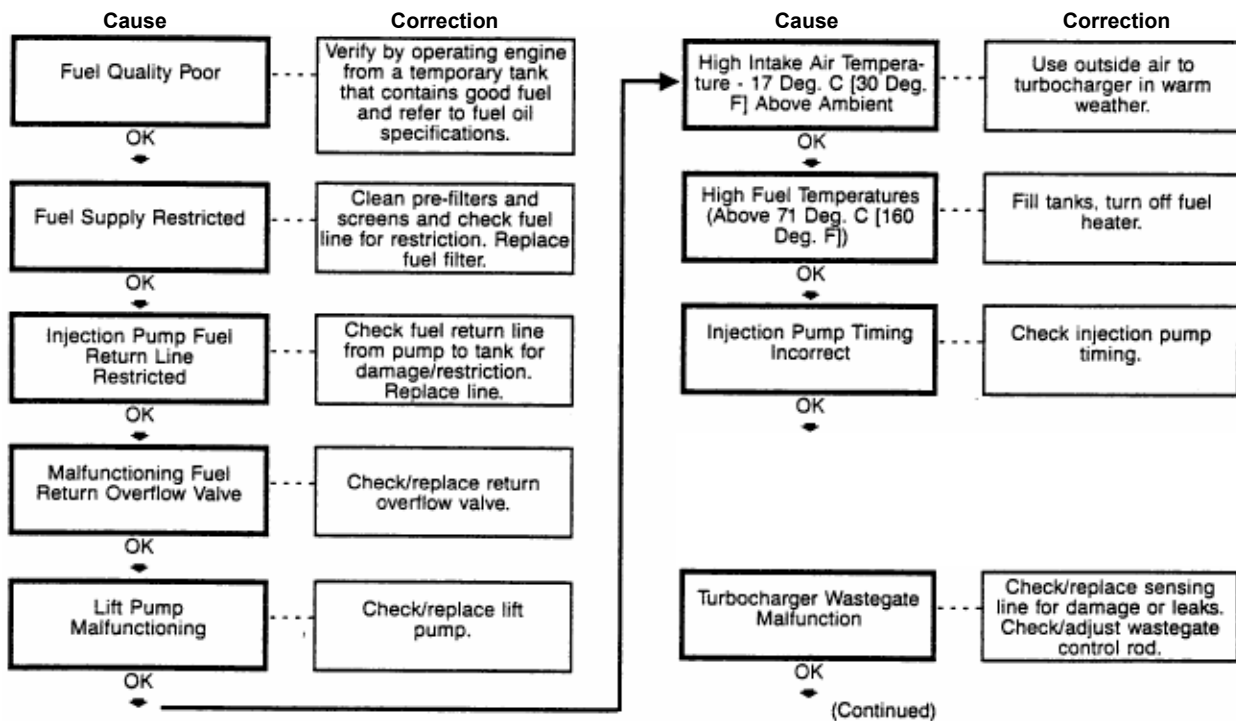 Cause
Correction
Fuel Quality Poor
Verify by operating engine
from a temporary tank
that contains good fuel
and refer to fuel oil
specifications.
OK
Fuel Supply Restricted
Clean pre-filters and
screens and check fuel
line for restriction. Replace
fuel filter.
OK
Injection Pump Fuel
Return Line
Restricted
Check fuel return line
from pump to tank for
damage/restriction.
Replace line.
OK
Malfunctioning Fuel
Return Overflow Valve
Check/replace return
overflow valve.
OK
Lift Pump
Malfunctioning
Check/replace lift
pump.
OK
Cause
Correction
High Intake Air Tempera-
ture - 17 Deg. C [30 Deg.
F] Above Ambient
Use outside air to
turbocharger in warm
weather.
OK
High Fuel Temperatures
(Above 71 Deg. C [160
Deg. F])
Fill tanks, turn off fuel
heater.
OK
Injection Pump Timing
Incorrect
Check injection pump
timing.
OK
Turbocharger Wastegate
Malfunction
Check/replace sensing
line for damage or leaks.
Check/adjust wastegate
control rod.
OK
(Continued)